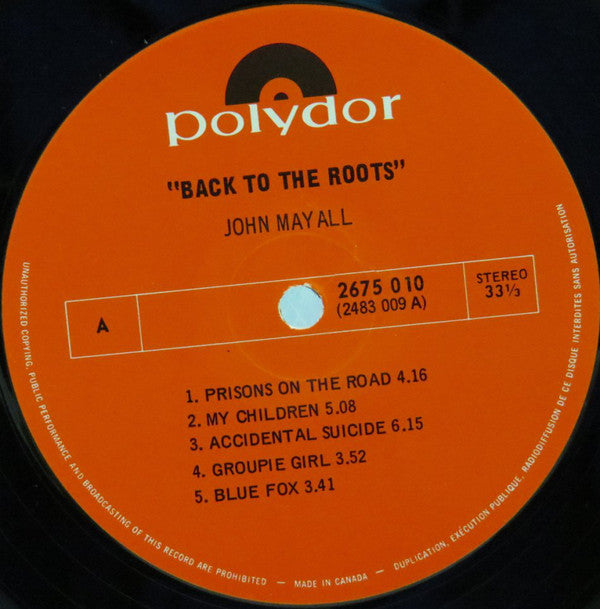 polydor
"BACK TO THE ROOTS"
JOHN MAYALL
A
2675 010
(2483 009 A)
STEREO
33⅓
1. PRISONS ON THE ROAD 4.16
2. MY CHILDREN 5.08
3. ACCIDENTAL SUICIDE 6.15
4. GROUPIE GIRL 3.52
5. BLUE FOX 3.41
UNAUTHORIZED COPYING, PUBLIC PERFORMANCE AND BROADCASTING OF THIS RECORD ARE PROHIBITED — MADE IN CANADA — DUPLICATION, EXÉCUTION PUBLIQUE, RADIODIFFUSION DE CE DISQUE INTERDITES SANS AUTORISATION